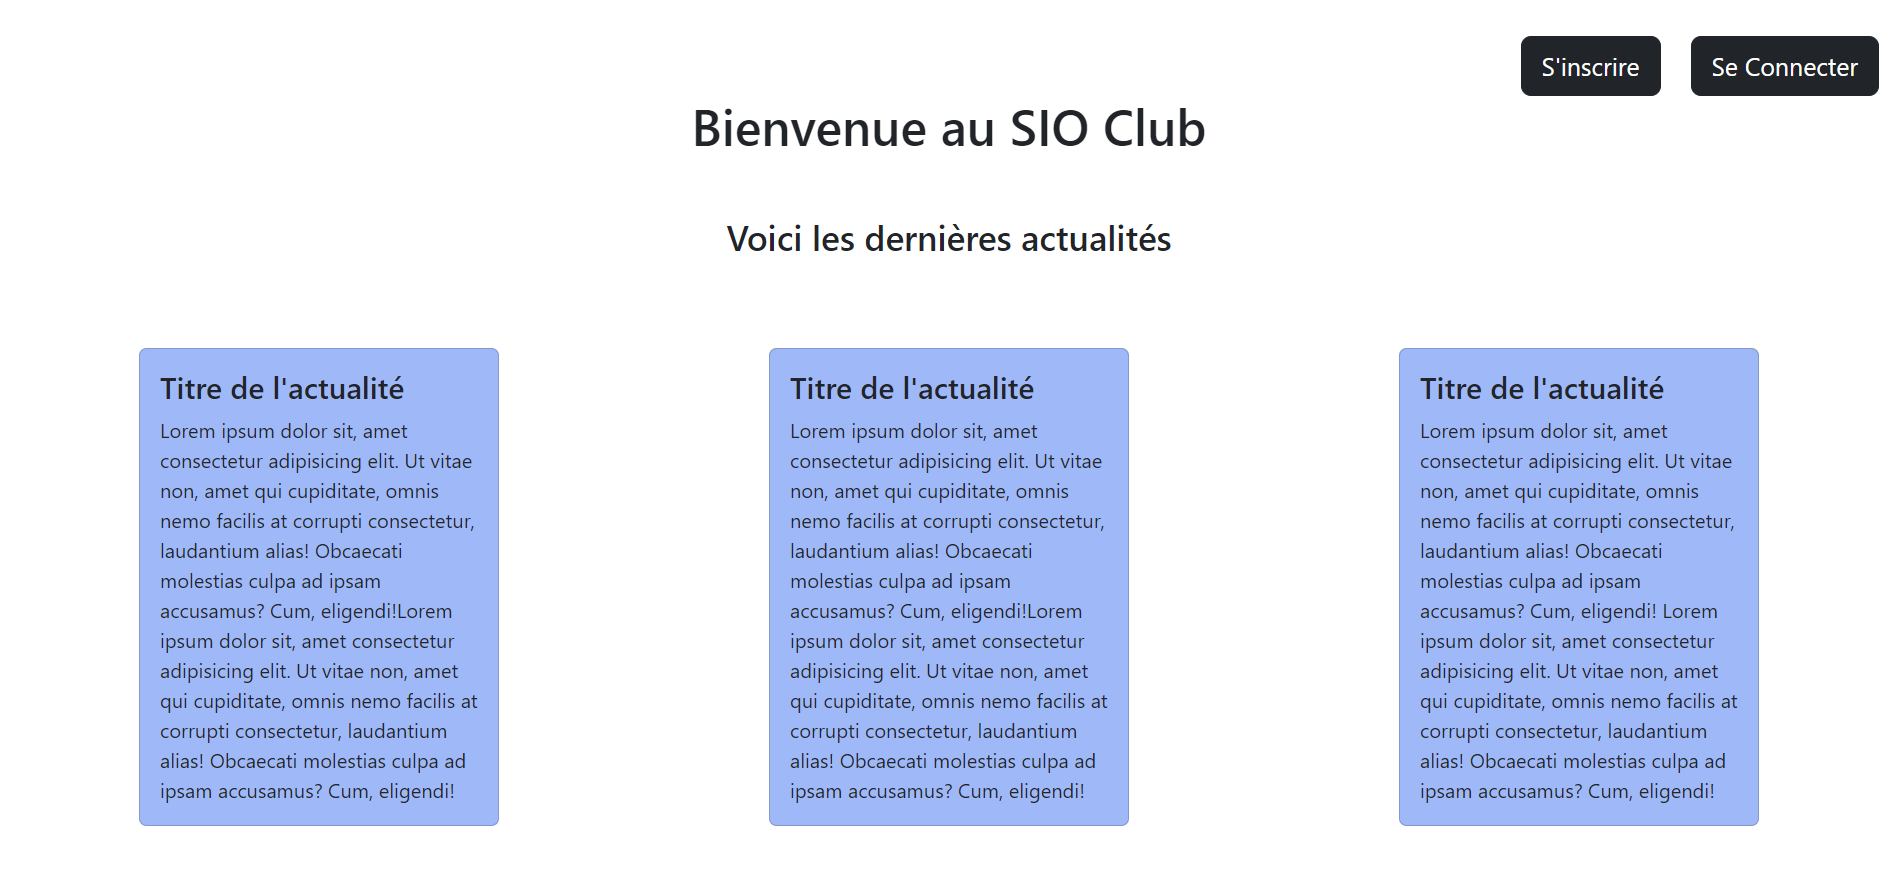 S'inscrire
Se Connecter
Bienvenue au SIO Club
Voici les dernières actualités
Titre de l'actualité
Lorem ipsum dolor sit, amet
consectetur adipisicing elit. Ut vitae
non, amet qui cupiditate, omnis
nemo facilis at corrupti consectetur,
laudantium alias! Obcaecati
molestias culpa ad ipsam
accusamus? Cum, eligendi!Lorem
ipsum dolor sit, amet consectetur
adipisicing elit. Ut vitae non, amet
qui cupiditate, omnis nemo facilis at
corrupti consectetur, laudantium
alias! Obcaecati molestias culpa ad
ipsam accusamus? Cum, eligendi!
Titre de l'actualité
Lorem ipsum dolor sit, amet
consectetur adipisicing elit. Ut vitae
non, amet qui cupiditate, omnis
nemo facilis at corrupti consectetur,
laudantium alias! Obcaecati
molestias culpa ad ipsam
accusamus? Cum, eligendi!Lorem
ipsum dolor sit, amet consectetur
adipisicing elit. Ut vitae non, amet
qui cupiditate, omnis nemo facilis at
corrupti consectetur, laudantium
alias! Obcaecati molestias culpa ad
ipsam accusamus? Cum, eligendi!
Titre de l'actualité
Lorem ipsum dolor sit, amet
consectetur adipisicing elit. Ut vitae
non, amet qui cupiditate, omnis
nemo facilis at corrupti consectetur,
laudantium alias! Obcaecati
molestias culpa ad ipsam
accusamus? Cum, eligendi! Lorem
ipsum dolor sit, amet consectetur
adipisicing elit. Ut vitae non, amet
qui cupiditate, omnis nemo facilis at
corrupti consectetur, laudantium
alias! Obcaecati molestias culpa ad
ipsam accusamus? Cum, eligendi!